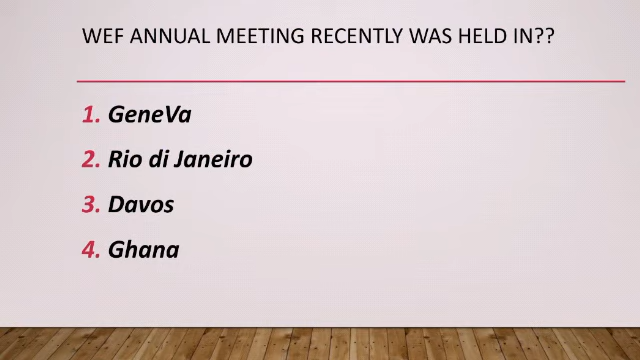 WEF ANNUAL MEETING RECENTLY WAS HELD IN??
1. GeneVa
2. Rio di Janeiro
3. Davos
4. Ghana